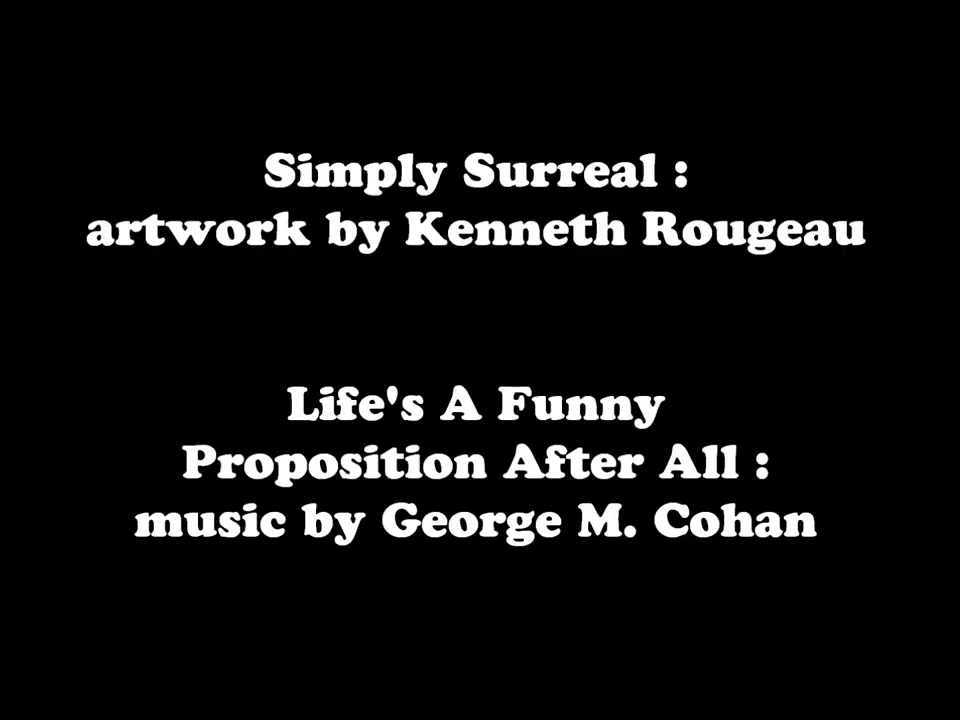 Simply Surreal :
artwork by Kenneth Rougeau
Life's A Funny
Proposition After All :
music by George M. Cohan